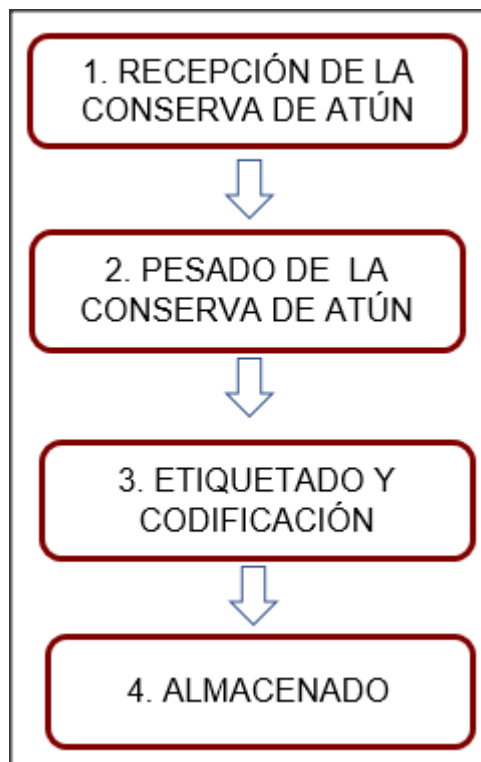 1. RECEPCIÓN DE LA
CONSERVA DE ATÚN
2. PESADO DE LA
CONSERVA DE ATÚN
3. ETIQUETADO Y
CODIFICACIÓN
4. ALMACENADO